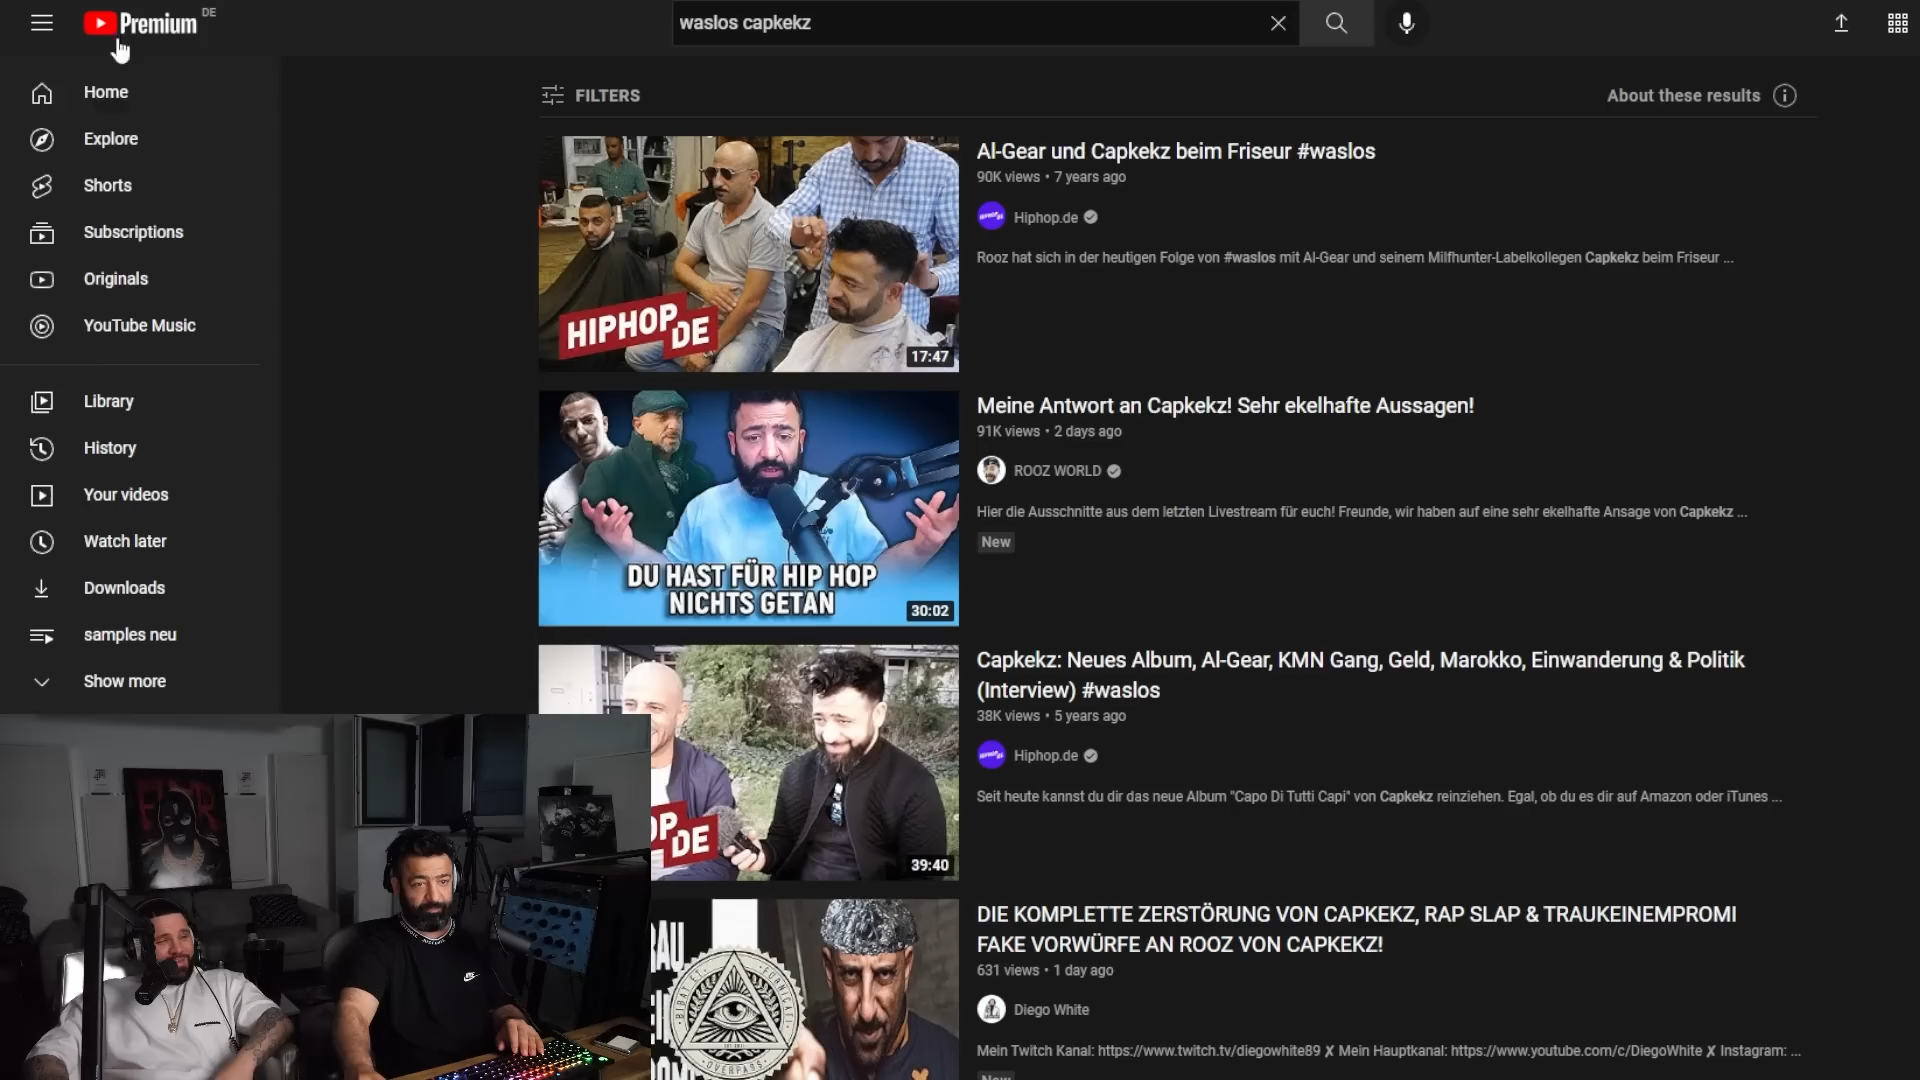 Premium DE
waslos capkekz
Home
Explore
Shorts
Subscriptions
Originals
YouTube Music
Library
History
Your videos
Watch later
Downloads
samples neu
Show more
FILTERS
About these results
HIPHOP.DE
17:47
Al-Gear und Capkekz beim Friseur #waslos
90K views • 7 years ago
Hiphop.de
Rooz hat sich in der heutigen Folge von #waslos mit Al-Gear und seinem Milfhunter-Labelkollegen Capkekz beim Friseur ...
DU HAST FÜR HIP HOP
NICHTS GETAN
30:02
Meine Antwort an Capkekz! Sehr ekelhafte Aussagen!
91K views • 2 days ago
ROOZ WORLD
Hier die Ausschnitte aus dem letzten Livestream für euch! Freunde, wir haben auf eine sehr ekelhafte Ansage von Capkekz ...
New
OP.DE
39:40
Capkekz: Neues Album, Al-Gear, KMN Gang, Geld, Marokko, Einwanderung & Politik
(Interview) #waslos
38K views • 5 years ago
Hiphop.de
Seit heute kannst du dir das neue Album "Capo Di Tutti Capi" von Capkekz reinziehen. Egal, ob du es dir auf Amazon oder iTunes ...
DIE KOMPLETTE ZERSTÖRUNG VON CAPKEKZ, RAP SLAP & TRAUKEINEMPROMI
FAKE VORWÜRFE AN ROOZ VON CAPKEKZ!
631 views • 1 day ago
Diego White
Mein Twitch Kanal: https://www.twitch.tv/diegowhite89 ✘ Mein Hauptkanal: https://www.youtube.com/c/DiegoWhite ✘ Instagram: ...
New